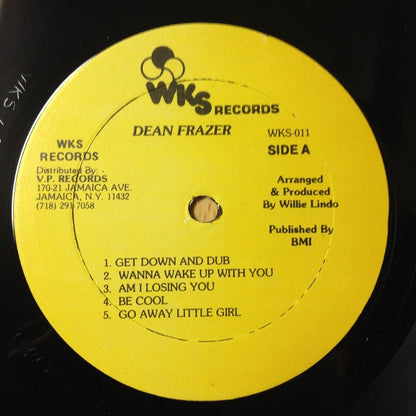 WKS RECORDS
DEAN FRAZER
WKS-011
SIDE A
WKS
RECORDS
Distributed By:
V.P. RECORDS
170-21 JAMAICA AVE.
JAMAICA, N.Y. 11432
(718) 291-7058
Arranged
& Produced
By Willie Lindo
Published By
BMI
1. GET DOWN AND DUB
2. WANNA WAKE UP WITH YOU
3. AM I LOSING YOU
4. BE COOL
5. GO AWAY LITTLE GIRL